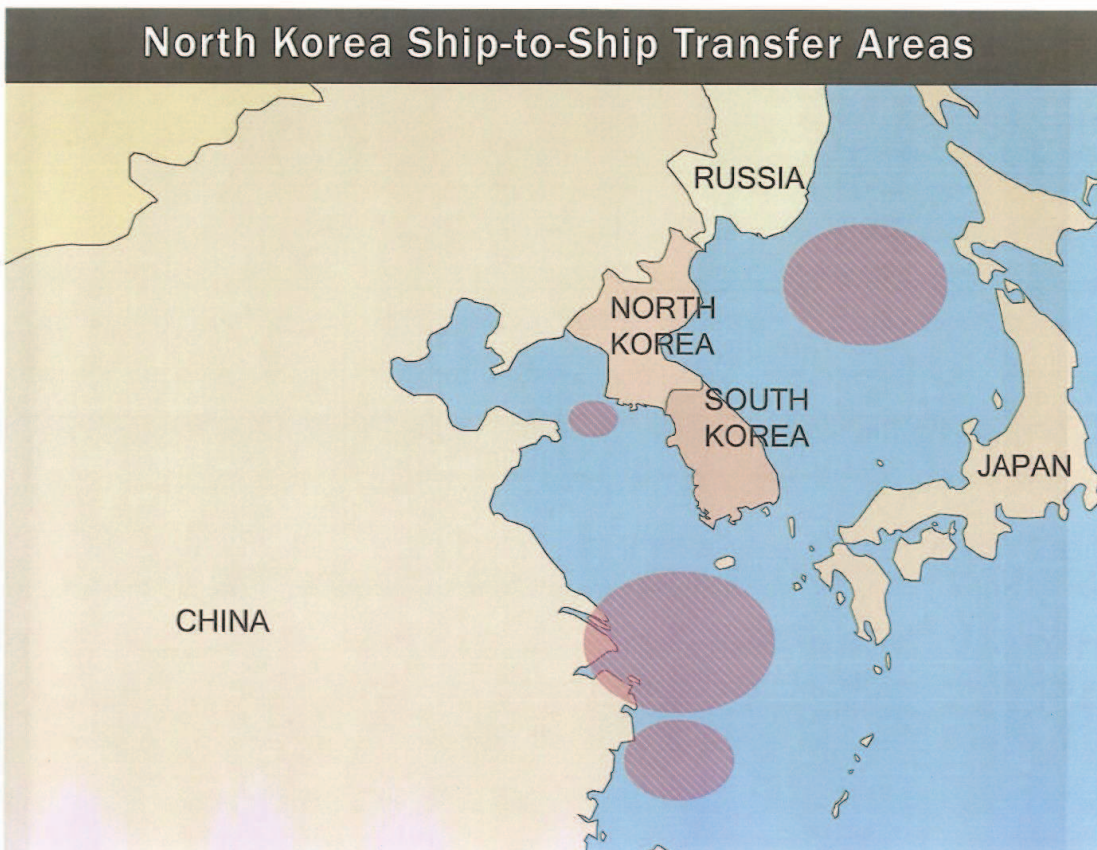 North Korea Ship-to-Ship Transfer Areas
RUSSIA
NORTH
KOREA
SOUTH
KOREA
JAPAN
CHINA